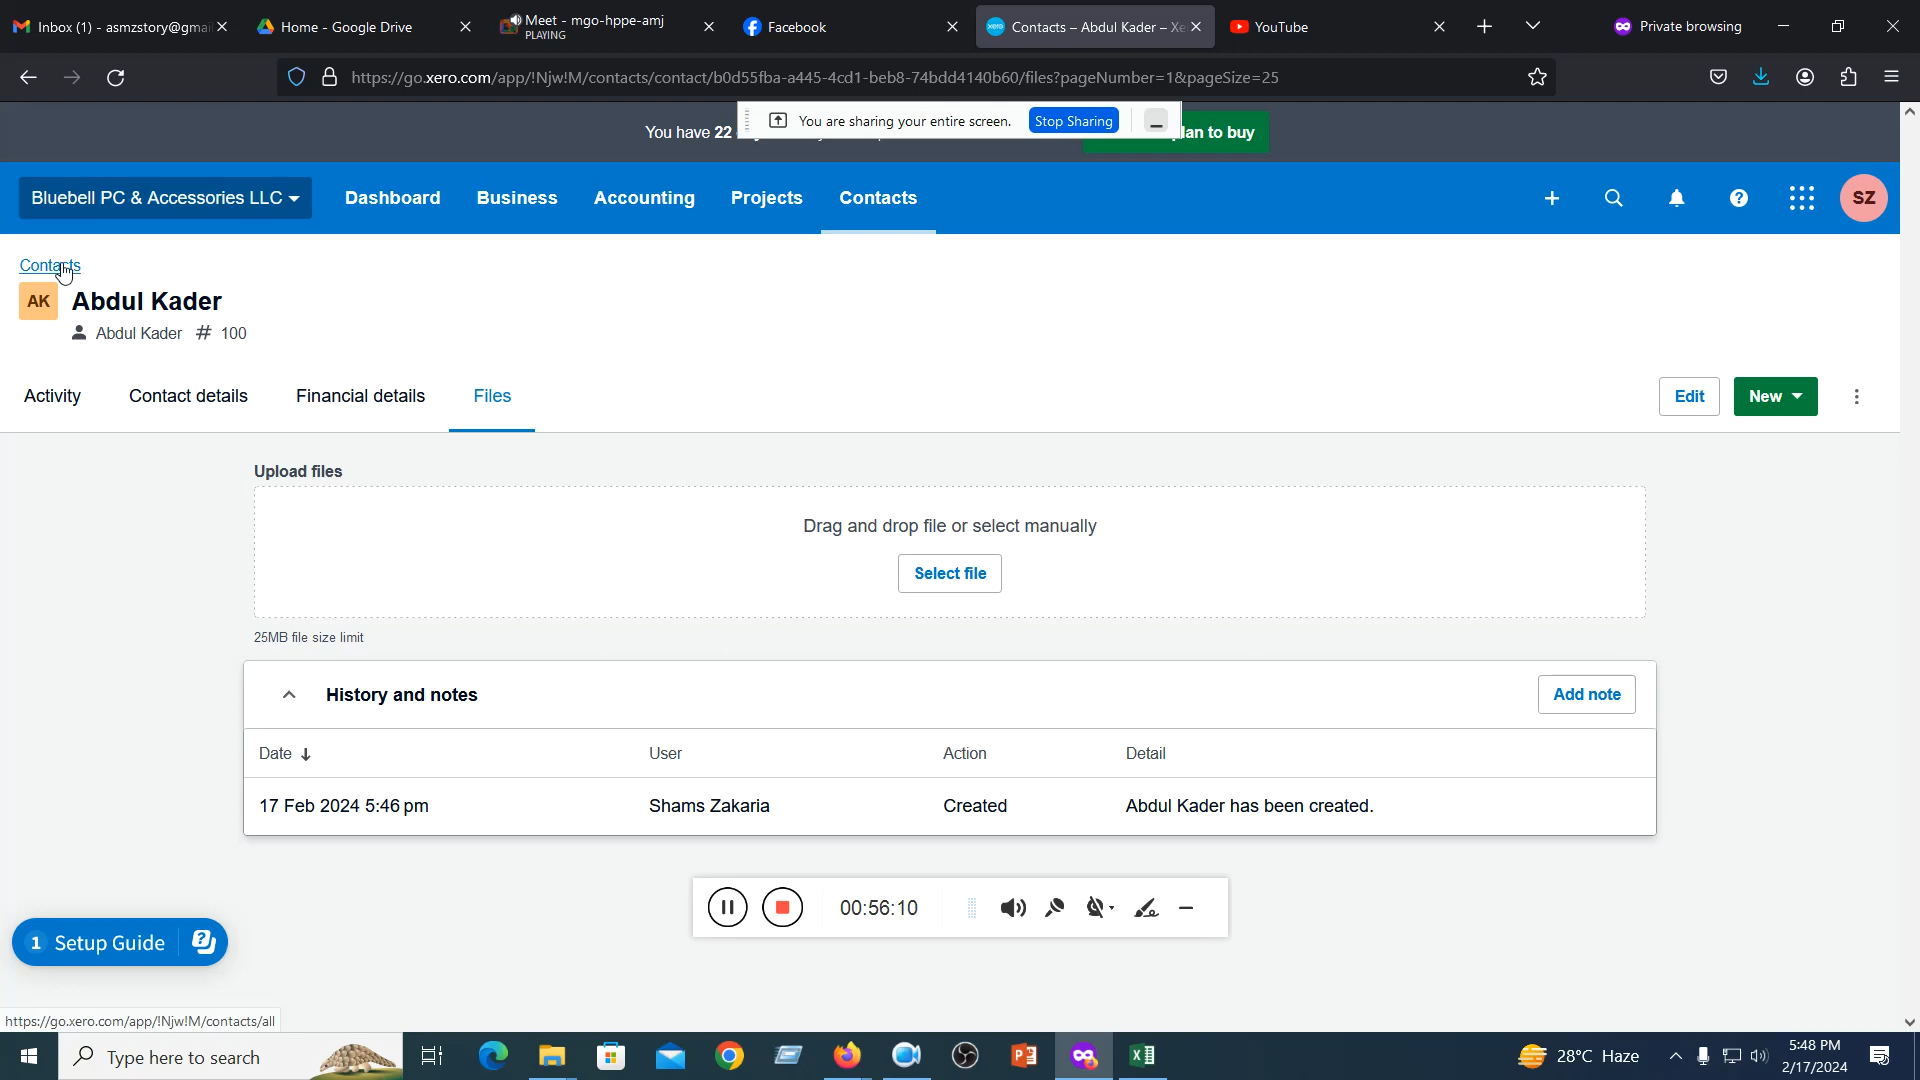 Inbox (1) - asmzstory@gmai
Home - Google Drive
Meet - mgo-hppe-amj
PLAYING
Facebook
Contacts – Abdul Kader – Xe
YouTube
Private browsing
https://go.xero.com/app/!Njw!M/contacts/contact/b0d55fba-a445-4cd1-beb8-74bdd4140b60/files?pageNumber=1&pageSize=25
You are sharing your entire screen.
Stop Sharing
You have 22
lan to buy
Bluebell PC & Accessories LLC
Dashboard
Business
Accounting
Projects
Contacts
SZ
Contacts
AK
Abdul Kader
Abdul Kader # 100
Activity
Contact details
Financial details
Files
Edit
New
Upload files
Drag and drop file or select manually
Select file
25MB file size limit
History and notes
Add note
Date
User
Action
Detail
17 Feb 2024 5:46 pm
Shams Zakaria
Created
Abdul Kader has been created.
00:56:10
1 Setup Guide
https://go.xero.com/app/!Njw!M/contacts/all
Type here to search
28°C Haze
5:48 PM
2/17/2024